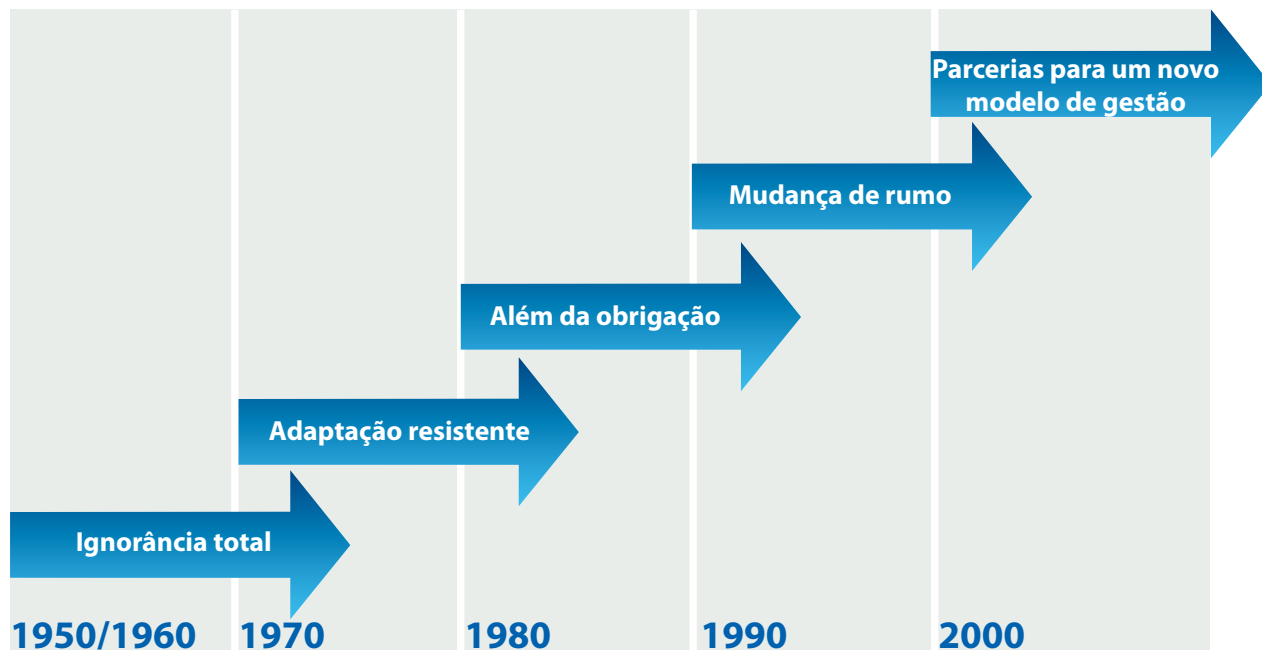 Parcerias para um novo
modelo de gestão
Mudança de rumo
Além da obrigação
Adaptação resistente
Ignorância total
1950/1960 1970 1980 1990 2000